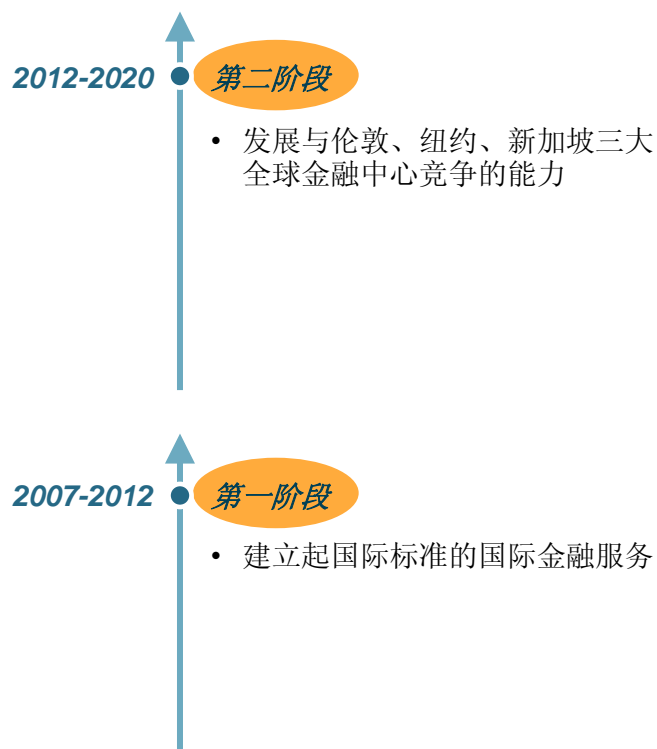 2012-2020 第二阶段
• 发展与伦敦、纽约、新加坡三大
全球金融中心竞争的能力
2007-2012 第一阶段
• 建立起国际标准的国际金融服务